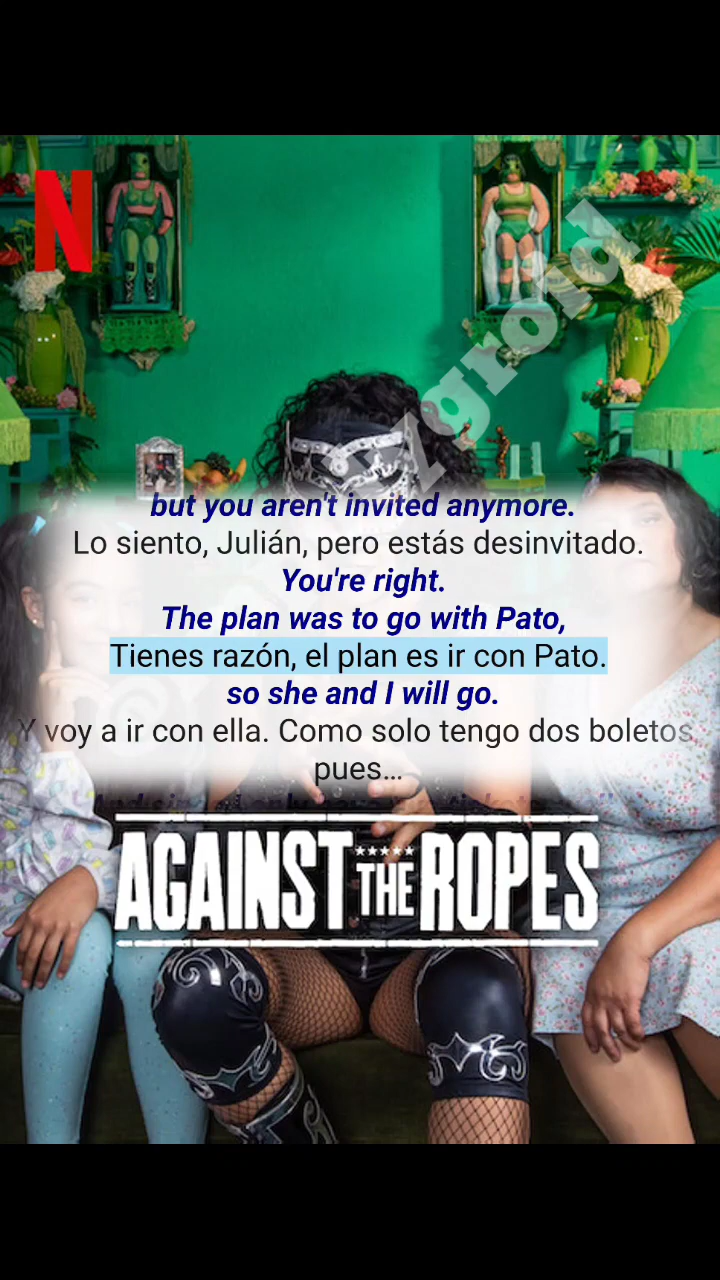 N
but you aren't invited anymore.
Lo siento, Julián, pero estás desinvitado.
You're right.
The plan was to go with Pato,
Tienes razón, el plan es ir con Pato.
so she and I will go.
Y voy a ir con ella. Como solo tengo dos boletos
pues…
AGAINST THE ROPES